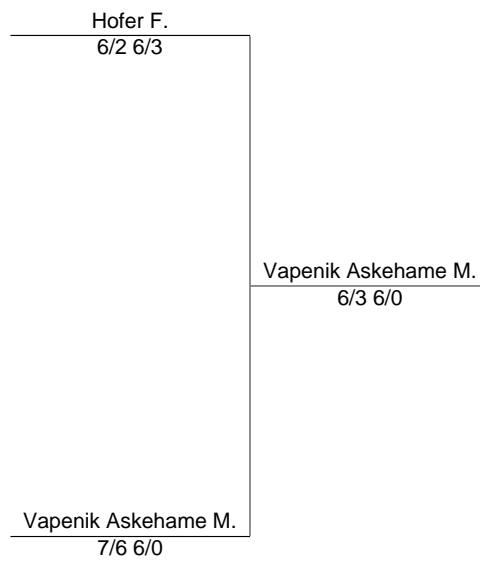 Hofer F.
6/2 6/3
Vapenik Askehame M.
6/3 6/0
Vapenik Askehame M.
7/6 6/0